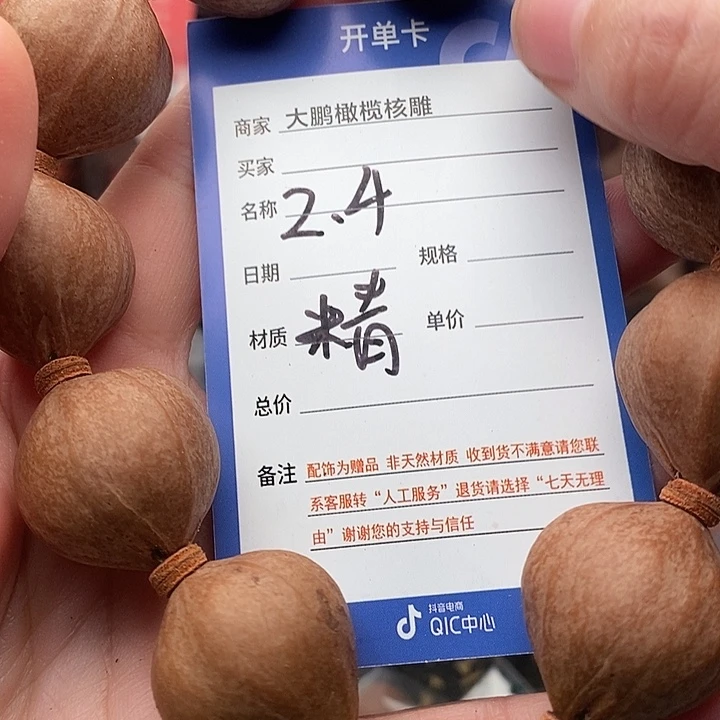 开单卡
商家 大鹏橄榄核雕
买家
名称 2.4
日期 规格
材质 精 单价
总价
备注 配饰为赠品 非天然材质 收到货不满意请您联
系客服转“人工服务”退货请选择“七天无理
由”谢谢您的支持与信任
抖音电商
QIC中心